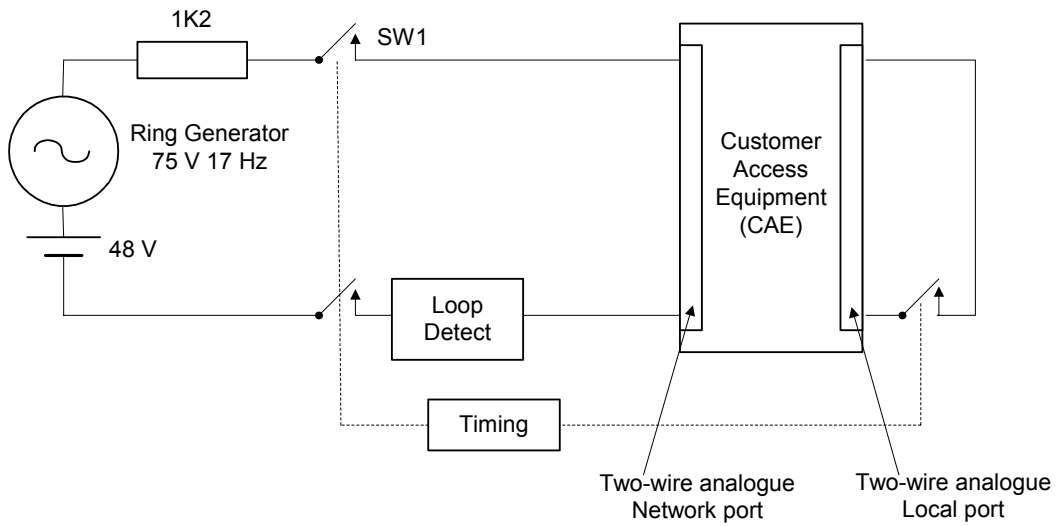 1K2
SW1
Ring Generator
75 V 17 Hz
48 V
Customer
Access
Equipment
(CAE)
Loop
Detect
Timing
Two-wire analogue
Network port
Two-wire analogue
Local port